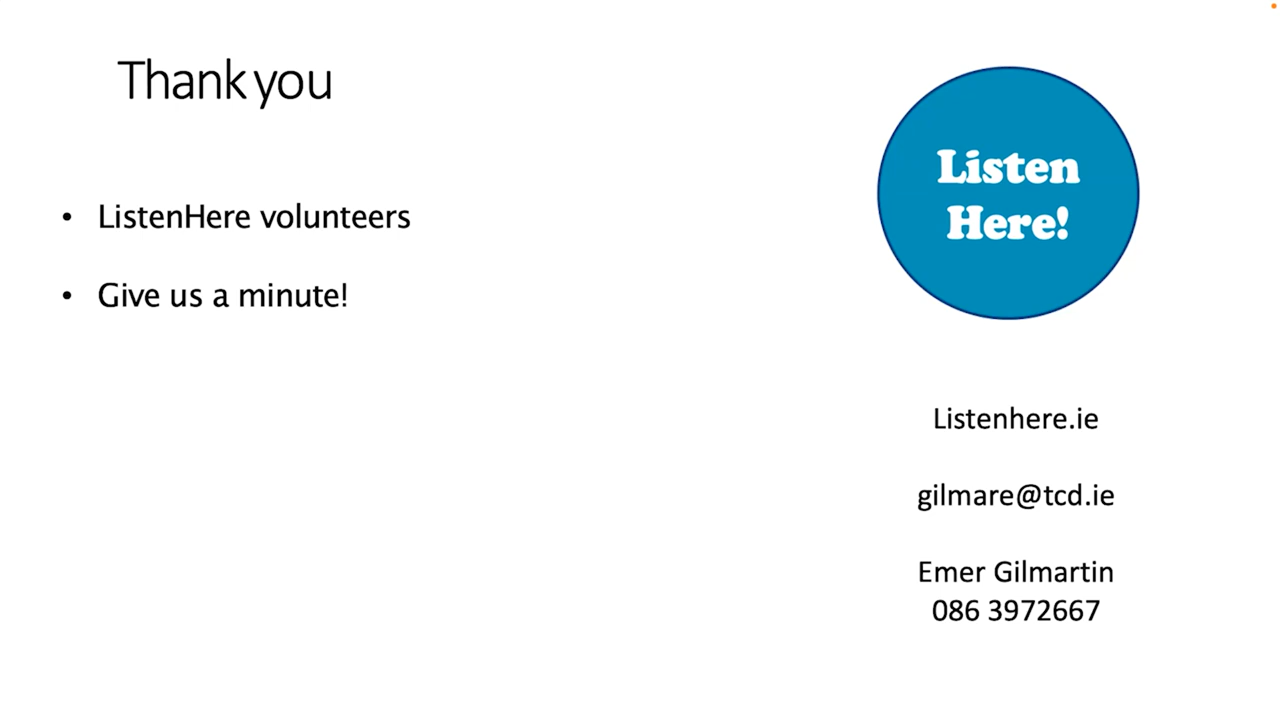 Thank you
• ListenHere volunteers
• Give us a minute!
Listen
Here!
Listenhere.ie
gilmare@tcd.ie
Emer Gilmartin
086 3972667